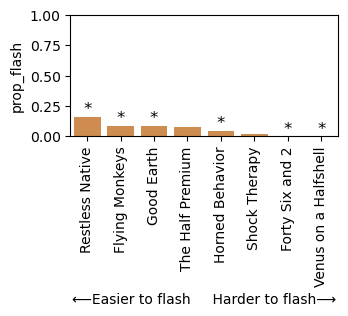 1.00
0.75
0.50
0.25
0.00
prop_flash
* * * * * *
Restless Native
Flying Monkeys
Good Earth
The Half Premium
Horned Behavior
Shock Therapy
Forty Six and 2
Venus on a Halfshell
⟵Easier to flash Harder to flash⟶